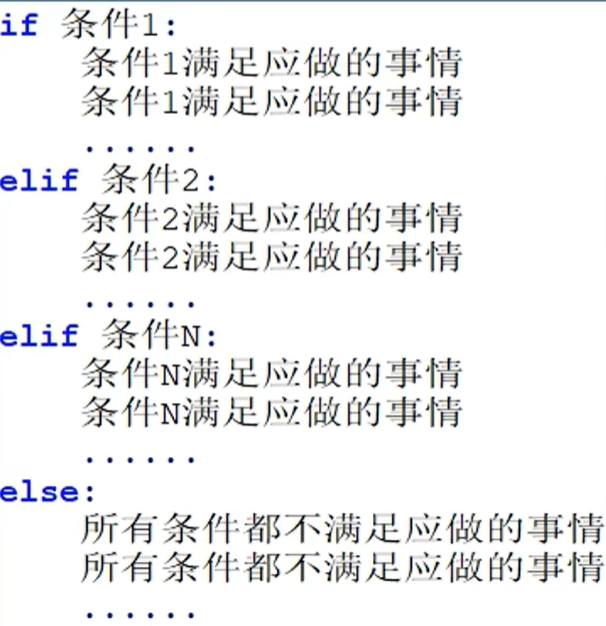 if 条件1:
    条件1满足应做的事情
    条件1满足应做的事情
    ......
elif 条件2:
    条件2满足应做的事情
    条件2满足应做的事情
    ......
elif 条件N:
    条件N满足应做的事情
    条件N满足应做的事情
    ......
else:
    所有条件都不满足应做的事情
    所有条件都不满足应做的事情
    ......